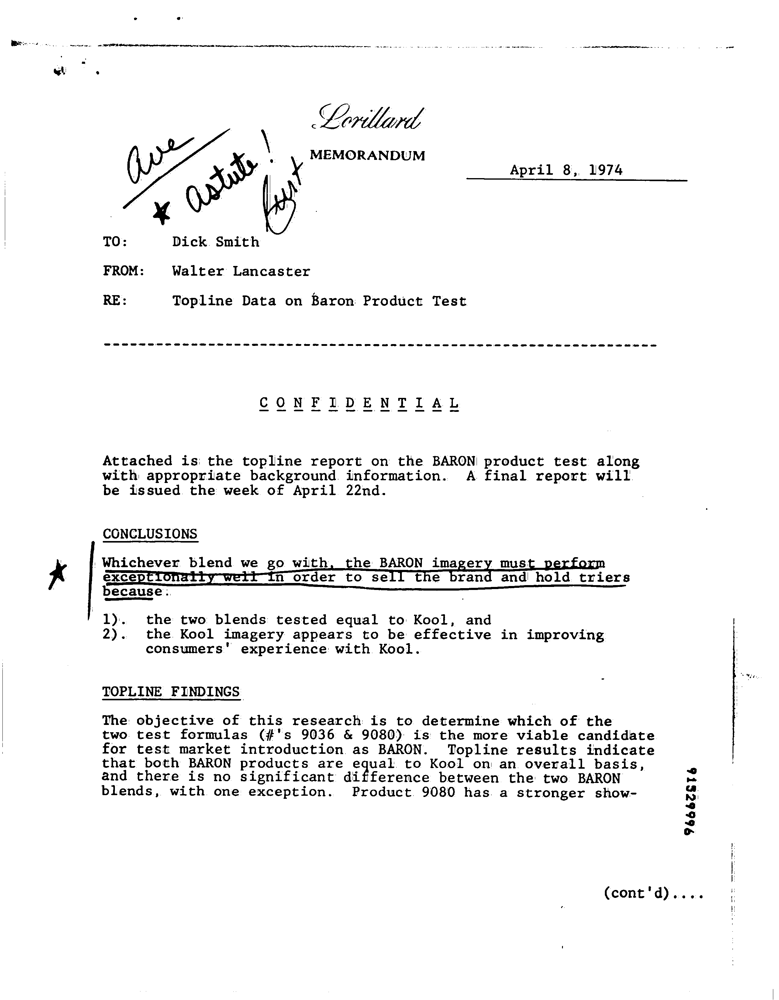 Lorillard
MEMORANDUM
April 8, 1974
ave
* astute!
TO: Dick Smith
FROM: Walter Lancaster
RE: Topline Data on Baron Product Test
C O N F I D E N T I A L
Attached is the topline report on the BARON product test along
with appropriate background information. A final report will
be issued the week of April 22nd.
CONCLUSIONS
Whichever blend we go with, the BARON imagery must perform
exceptionally well in order to sell the brand and hold triers
because:
1). the two blends tested equal to Kool, and
2). the Kool imagery appears to be effective in improving
consumers' experience with Kool.
TOPLINE FINDINGS
The objective of this research is to determine which of the
two test formulas (#'s 9036 & 9080) is the more viable candidate
for test market introduction as BARON. Topline results indicate
that both BARON products are equal to Kool on an overall basis,
and there is no significant difference between the two BARON
blends, with one exception. Product 9080 has a stronger show-
91529996
(cont'd)....